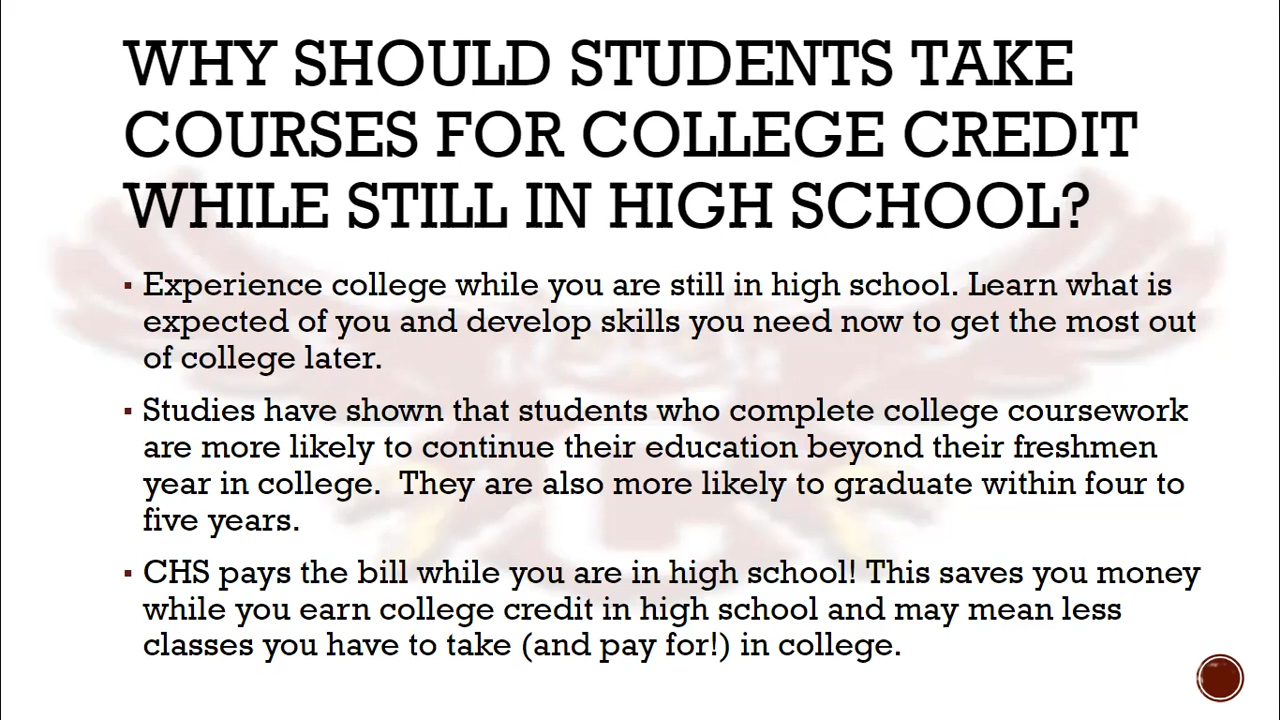 WHY SHOULD STUDENTS TAKE
COURSES FOR COLLEGE CREDIT
WHILE STILL IN HIGH SCHOOL?
▪ Experience college while you are still in high school. Learn what is
expected of you and develop skills you need now to get the most out
of college later.
▪ Studies have shown that students who complete college coursework
are more likely to continue their education beyond their freshmen
year in college.  They are also more likely to graduate within four to
five years.
▪ CHS pays the bill while you are in high school! This saves you money
while you earn college credit in high school and may mean less
classes you have to take (and pay for!) in college.
C